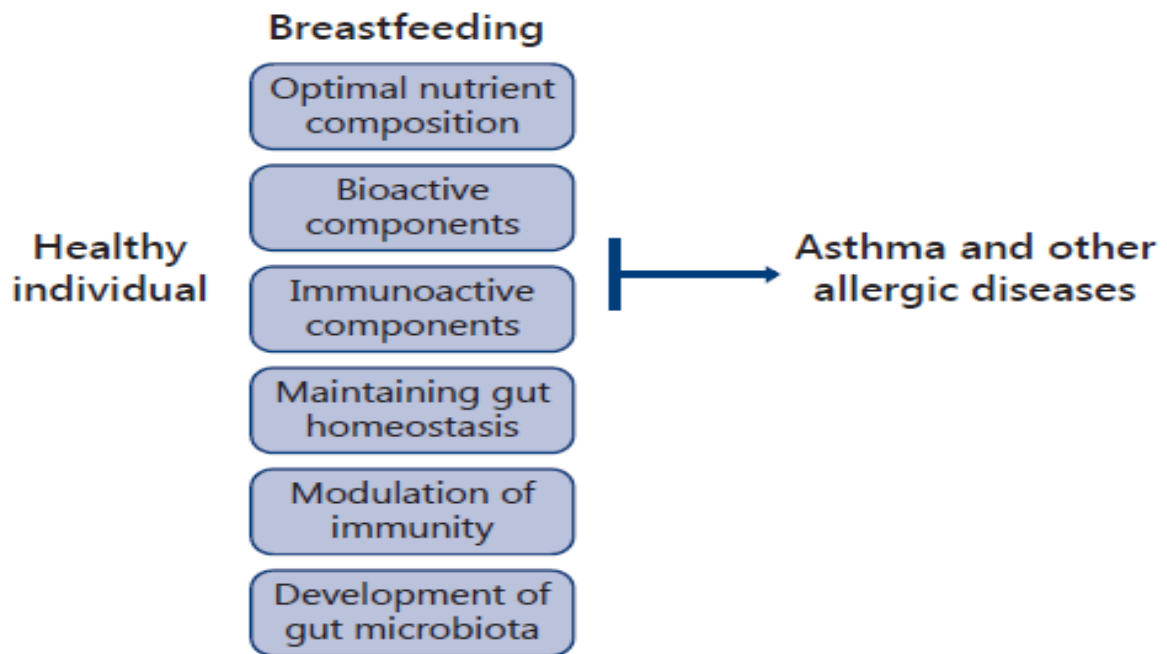 Breastfeeding
Optimal nutrient
composition
Bioactive
components
Healthy
individual
Immunoactive
components
Maintaining gut
homeostasis
Modulation of
immunity
Development of
gut microbiota
Asthma and other
allergic diseases